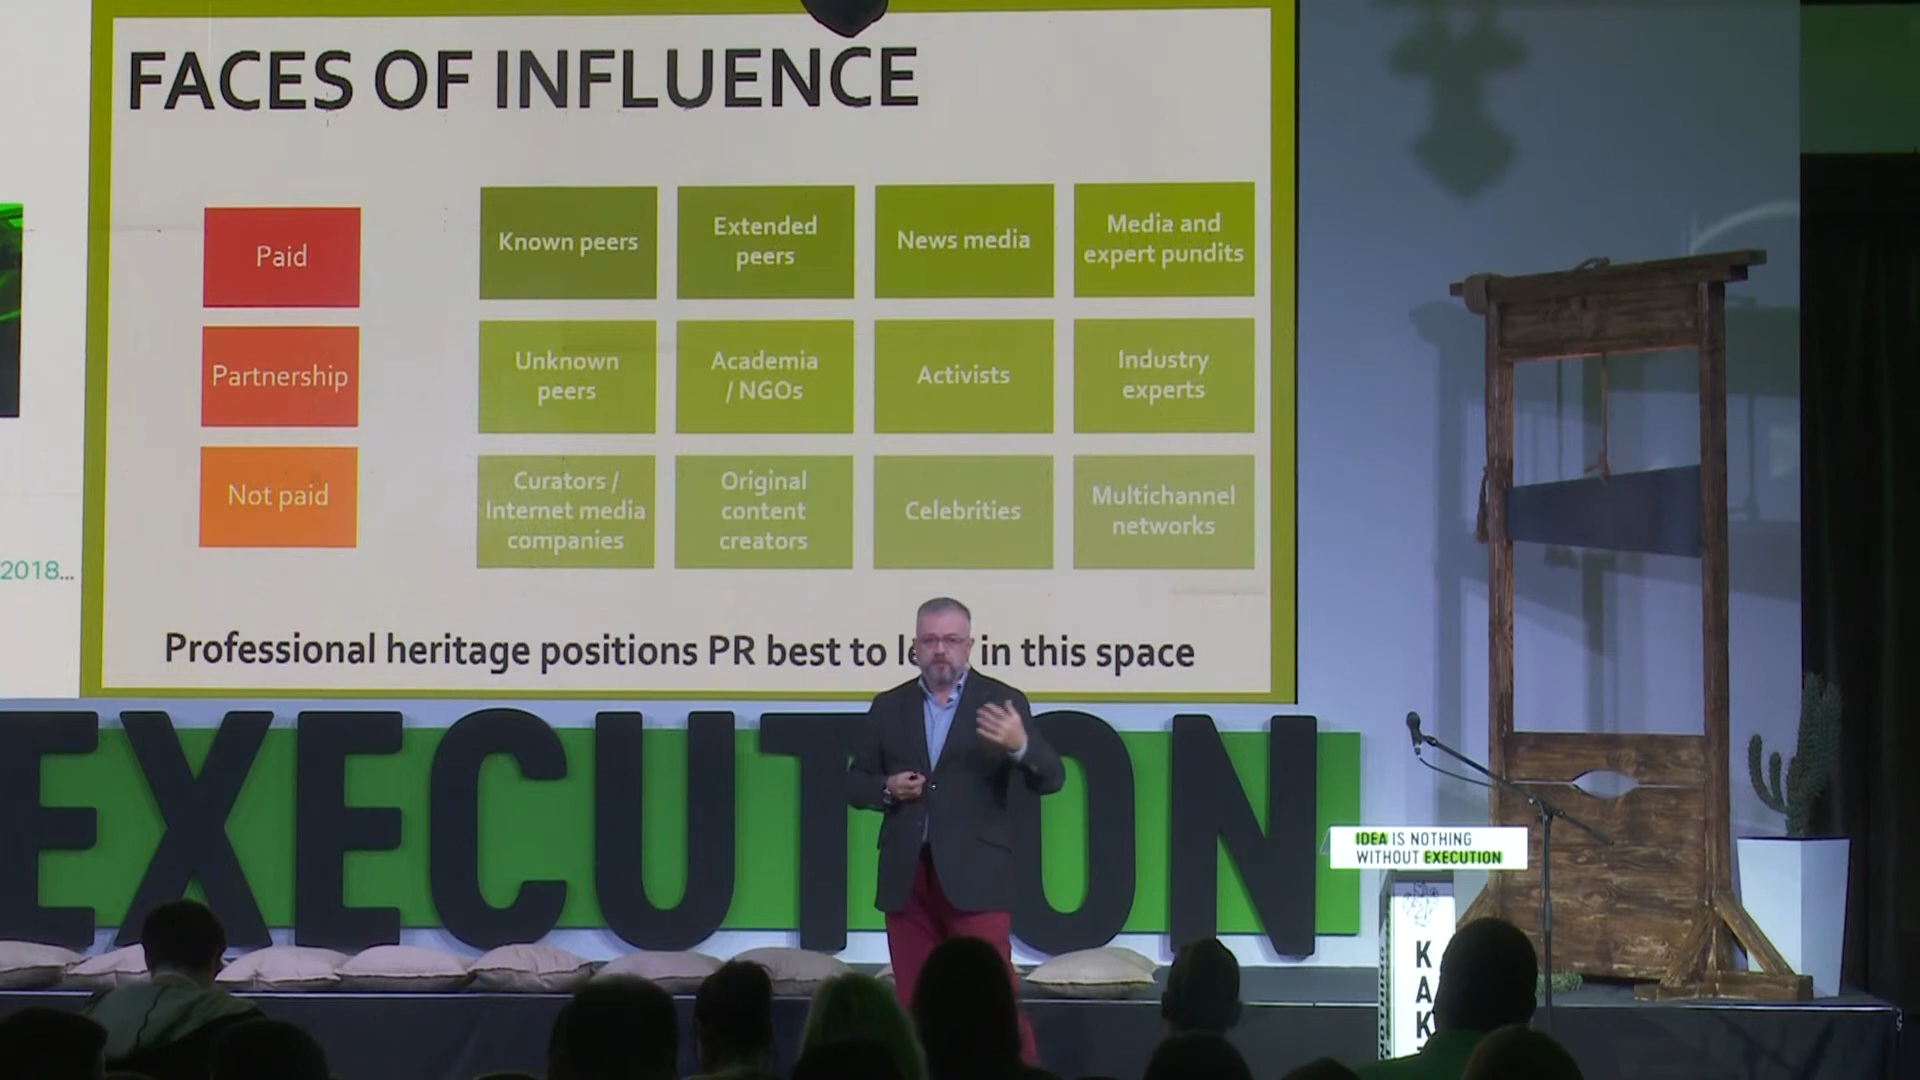 FACES OF INFLUENCE
Paid
Partnership
Not paid
Known peers
Extended
peers
News media
Media and
expert pundits
Unknown
peers
Academia
/ NGOs
Activists
Industry
experts
Curators /
Internet media
companies
Original
content
creators
Celebrities
Multichannel
networks
2018...
Professional heritage positions PR best to in this space
EXECUTION
IDEA IS NOTHING
WITHOUT EXECUTION
K
A
K